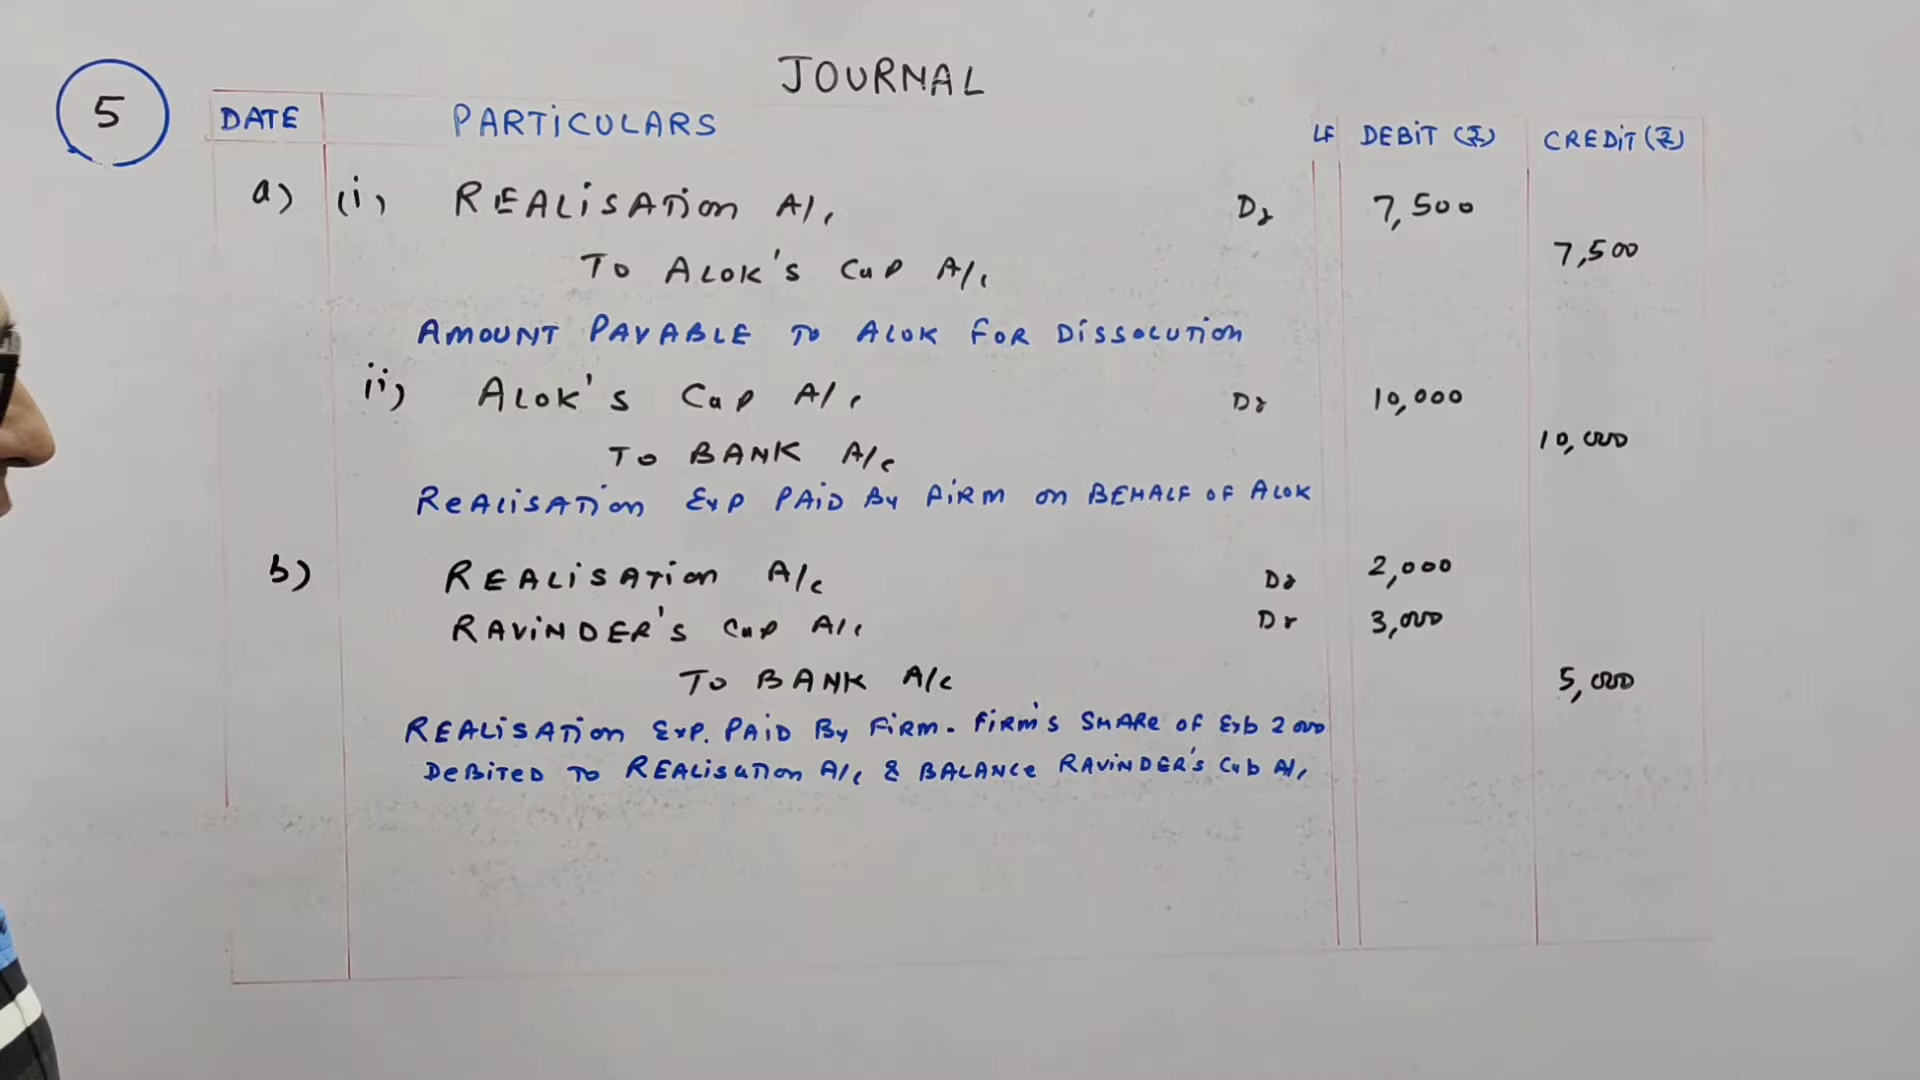 JOURNAL
5
DATE PARTICULARS LF DEBIT (₹) CREDIT (₹)
a) (i) REALISATION A/c Dr 7,500
TO ALOK'S CAP A/c 7,500
AMOUNT PAYABLE TO ALOK FOR DISSOLUTION
ii) ALOK'S CAP A/c Dr 10,000
TO BANK A/c 10,000
REALISATION EXP PAID BY FIRM ON BEHALF OF ALOK
b) REALISATION A/c Dr 2,000
RAVINDER'S CAP A/c Dr 3,000
TO BANK A/c 5,000
REALISATION EXP. PAID BY FIRM. FIRM'S SHARE OF EXP 2000
DEBITED TO REALISATION A/c & BALANCE RAVINDER'S CAP A/c